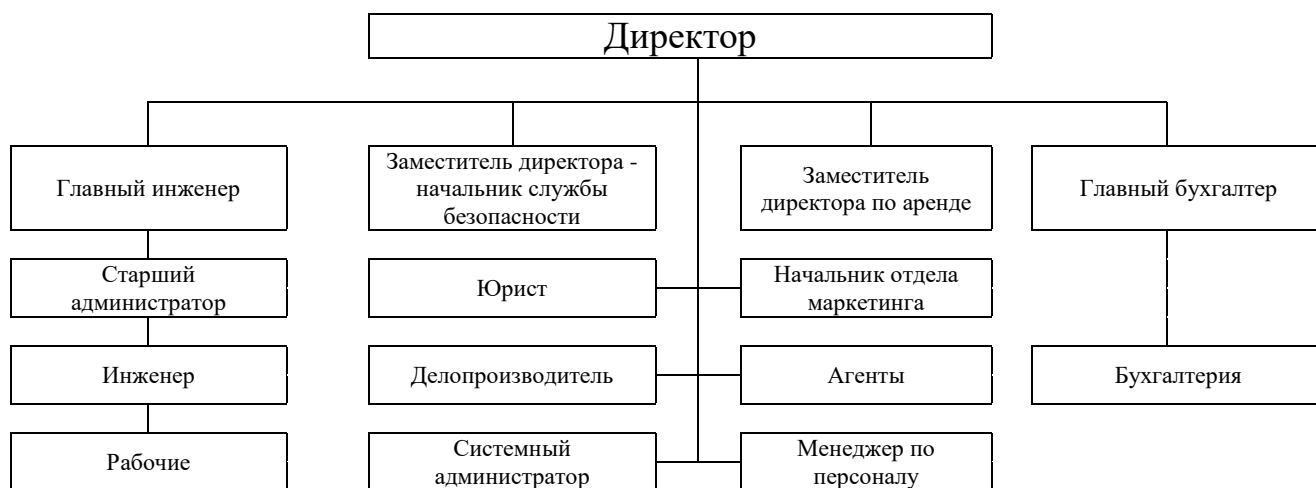 Директор
Главный инженер
Заместитель директора -
начальник службы
безопасности
Заместитель
директора по аренде
Главный бухгалтер
Старший
администратор
Юрист
Начальник отдела
маркетинга
Инженер
Делопроизводитель
Агенты
Бухгалтерия
Рабочие
Системный
администратор
Менеджер по
персоналу